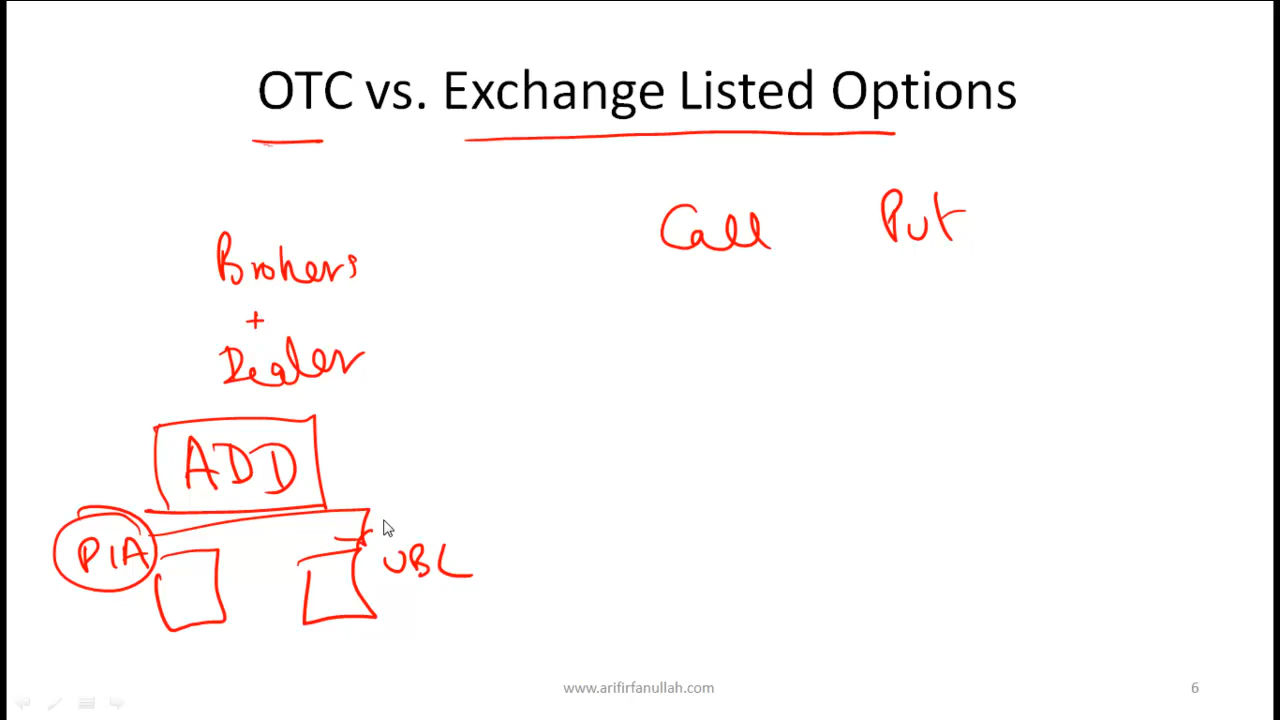 OTC vs. Exchange Listed Options
Call Put
Brokers
+
Dealer
ADD
PIA
UBL
www.arifirfanullah.com
6